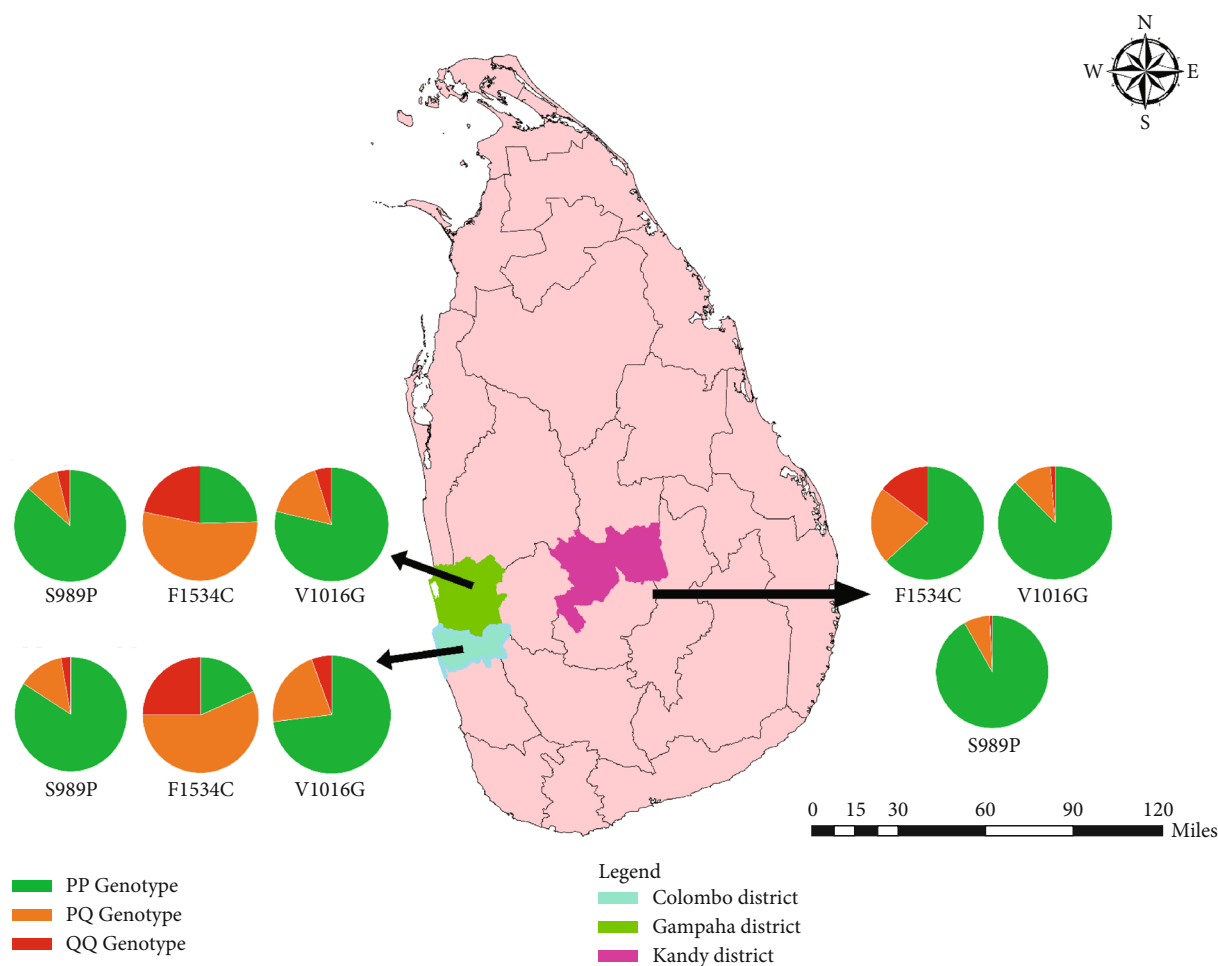 N
W E
S
S989P F1534C V1016G
F1534C V1016G
S989P F1534C V1016G
S989P
0 15 30 60 90 120
Miles
PP Genotype
PQ Genotype
QQ Genotype
Legend
Colombo district
Gampaha district
Kandy district